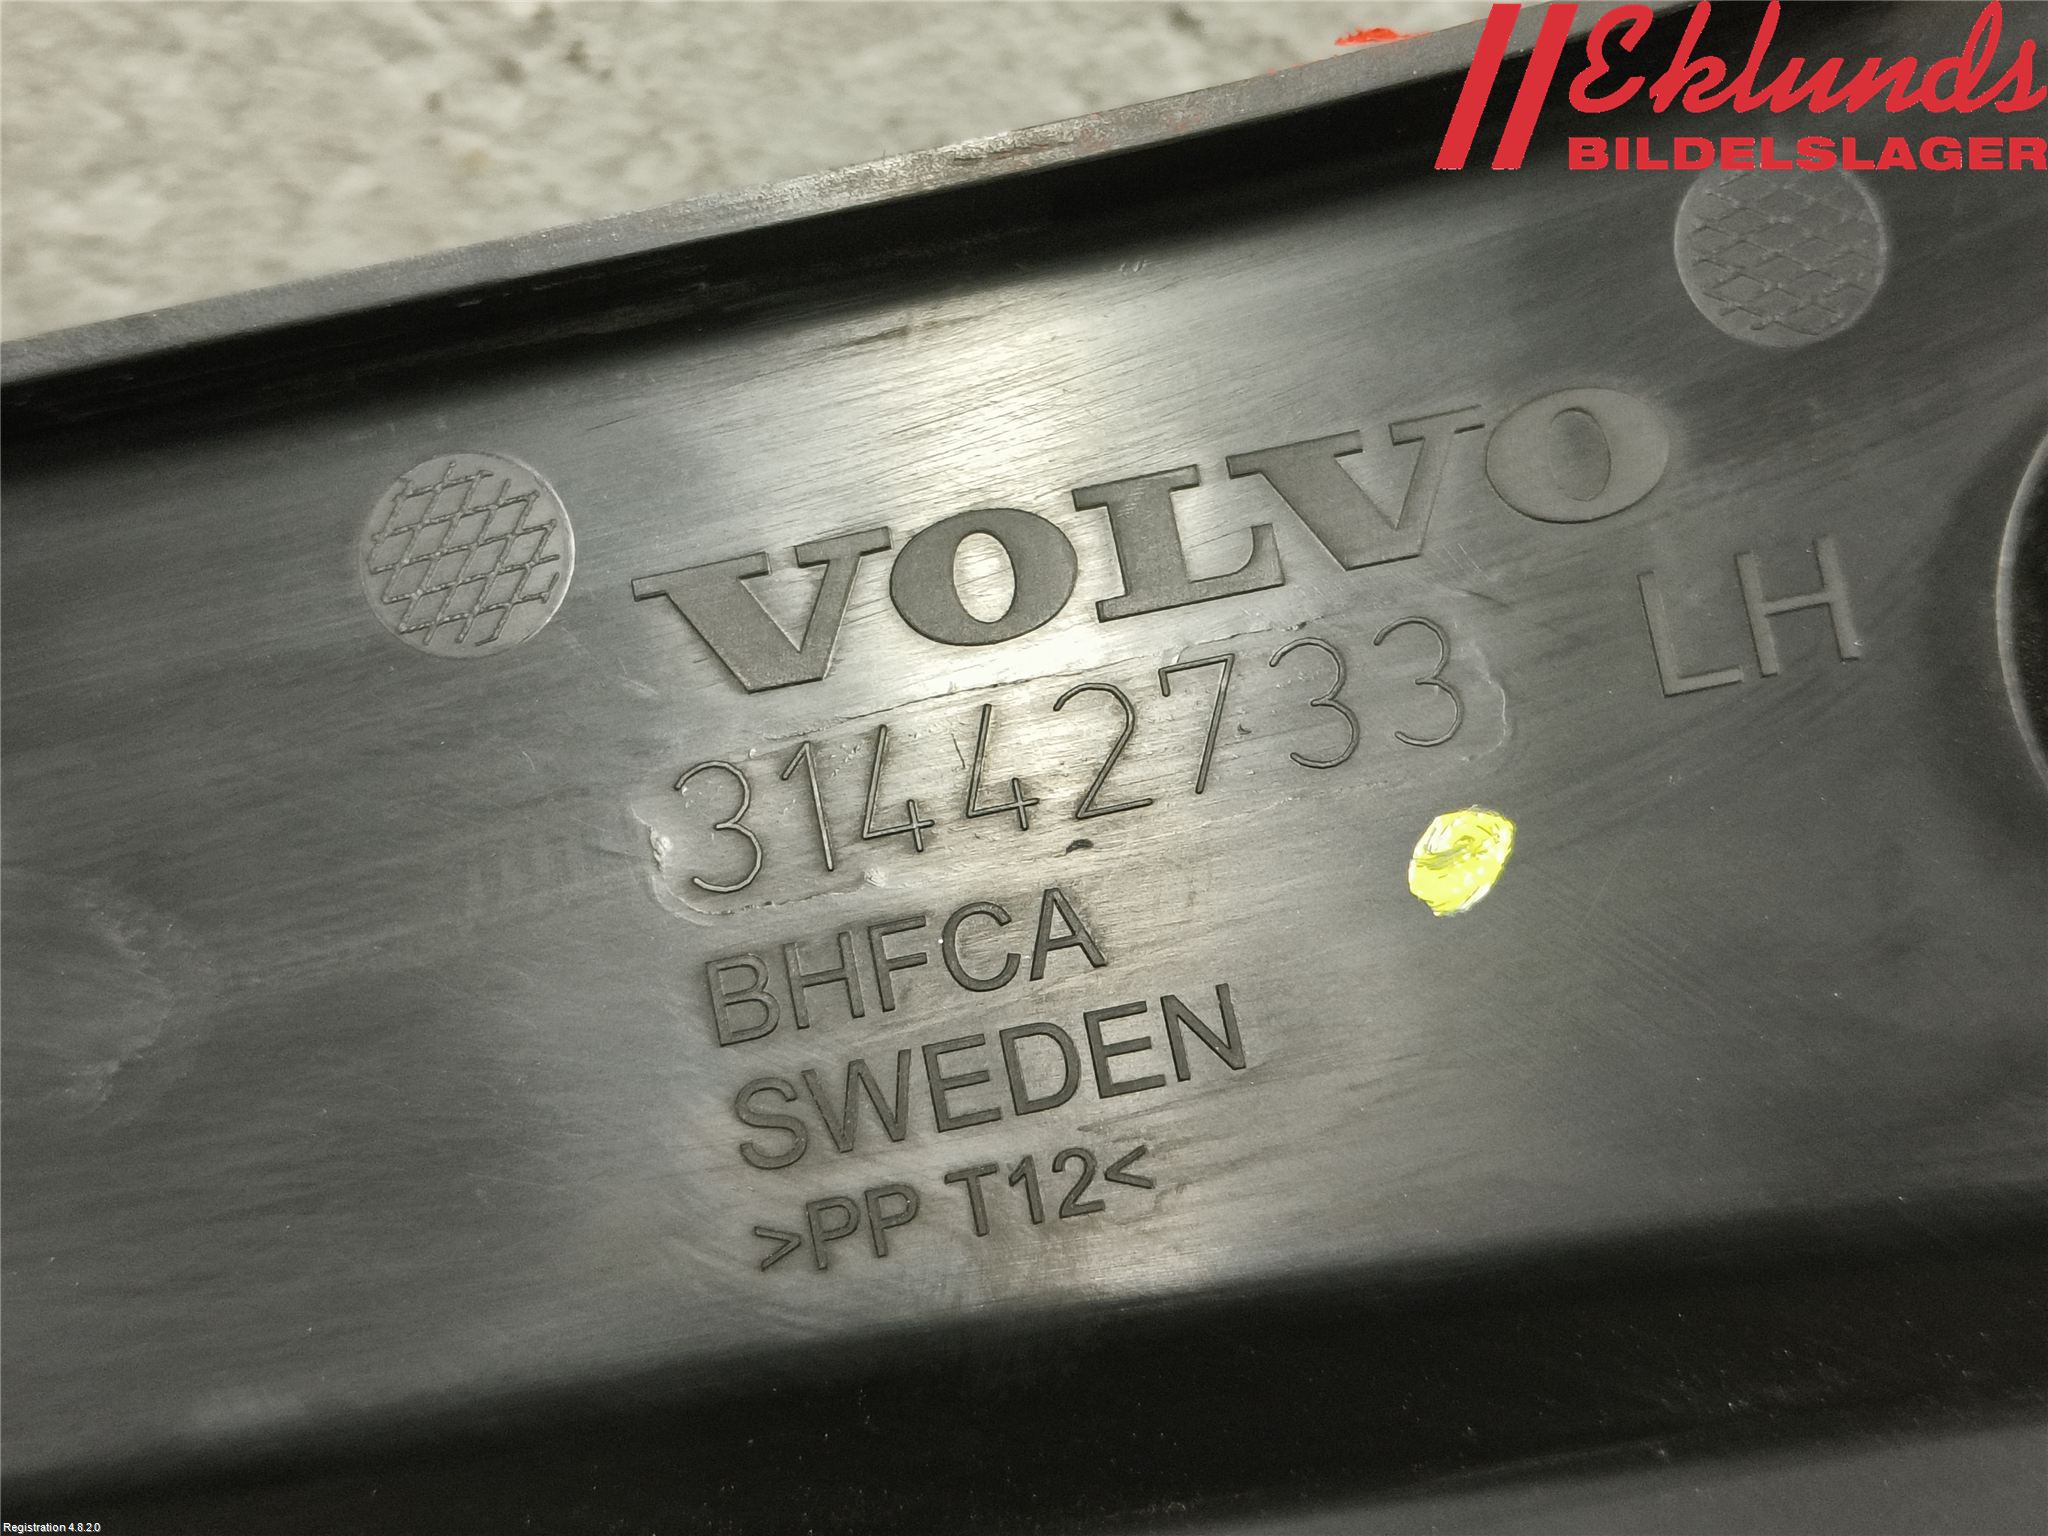 Eklunds
BILDELSLAGER
VOLVO
LH
31442733
BHFCA
SWEDEN
>PP T12<
Registration 4.8.2.0